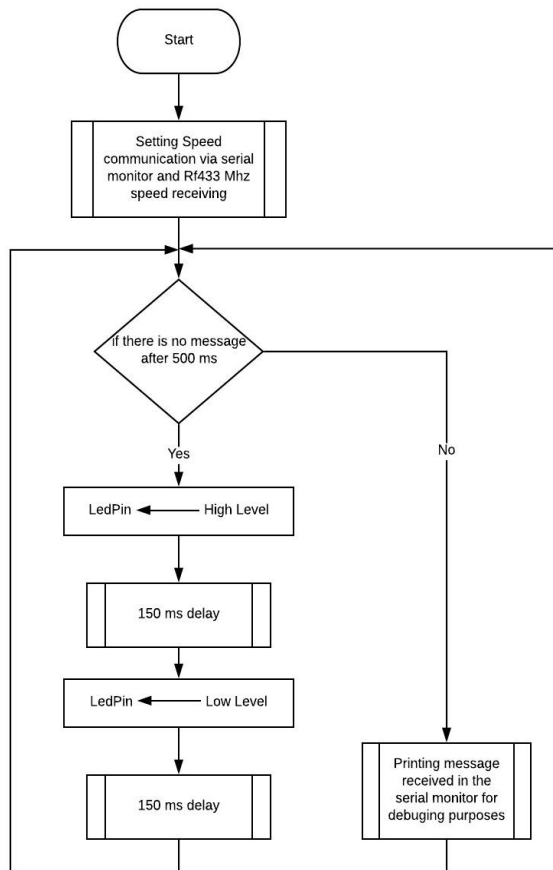 Start
Setting Speed
communication via serial
monitor and Rf433 Mhz
speed receiving
if there is no message
after 500 ms
Yes
No
LedPin High Level
150 ms delay
LedPin Low Level
150 ms delay
Printing message
received in the
serial monitor for
debuging purposes